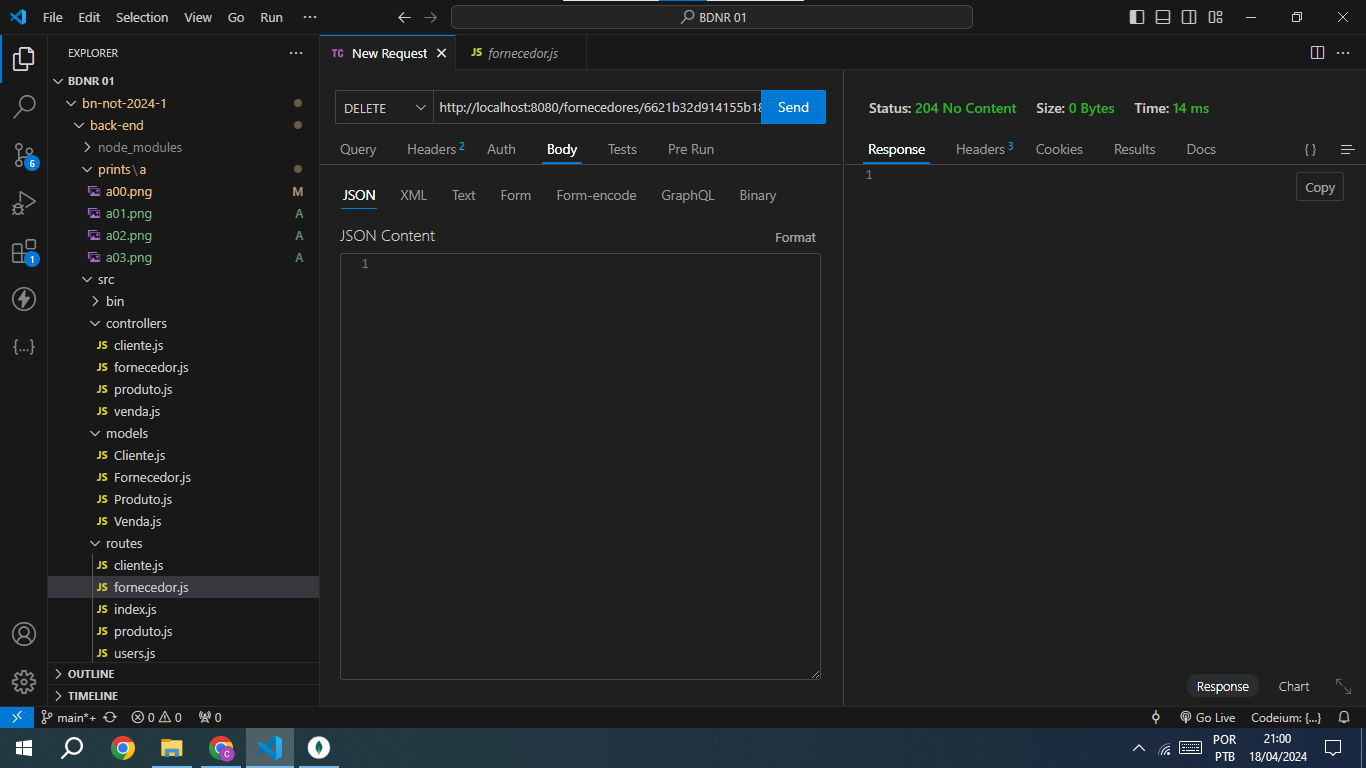 File Edit Selection View Go Run ··· BDNR 01
EXPLORER ···
BDNR 01
bn-not-2024-1
back-end
node_modules
prints\a
a00.png M
a01.png A
a02.png A
a03.png A
src
bin
controllers
JS cliente.js
JS fornecedor.js
JS produto.js
JS venda.js
models
JS Cliente.js
JS Fornecedor.js
JS Produto.js
JS Venda.js
routes
JS cliente.js
JS fornecedor.js
JS index.js
JS produto.js
JS users.js
OUTLINE
TIMELINE
6
1
TC New Request JS fornecedor.js
DELETE http://localhost:8080/fornecedores/6621b32d914155b18 Send
Query Headers 2 Auth Body Tests Pre Run
JSON XML Text Form Form-encode GraphQL Binary
JSON Content Format
1
Status: 204 No Content Size: 0 Bytes Time: 14 ms
Response Headers 3 Cookies Results Docs { }
1 Copy
Response Chart
main*+ 0 0 0 Go Live Codeium: {...}
C
POR
PTB
21:00
18/04/2024